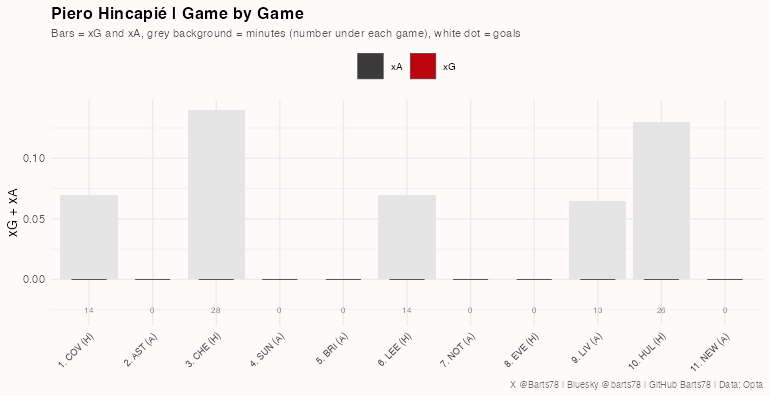 Piero Hincapié | Game by Game
Bars = xG and xA, grey background = minutes (number under each game), white dot = goals
xA xG
xG + xA
0.10
0.05
0.00
14 0 28 0 0 14 0 0 13 26 0
1. COV (H) 2. AST (A) 3. CHE (H) 4. SUN (A) 5. BRI (A) 6. LEE (H) 7. NOT (A) 8. EVE (H) 9. LIV (A) 10. HUL (H) 11. NEW (A)
X @Barts78 | Bluesky @barts78 | GitHub Barts78 | Data: Opta